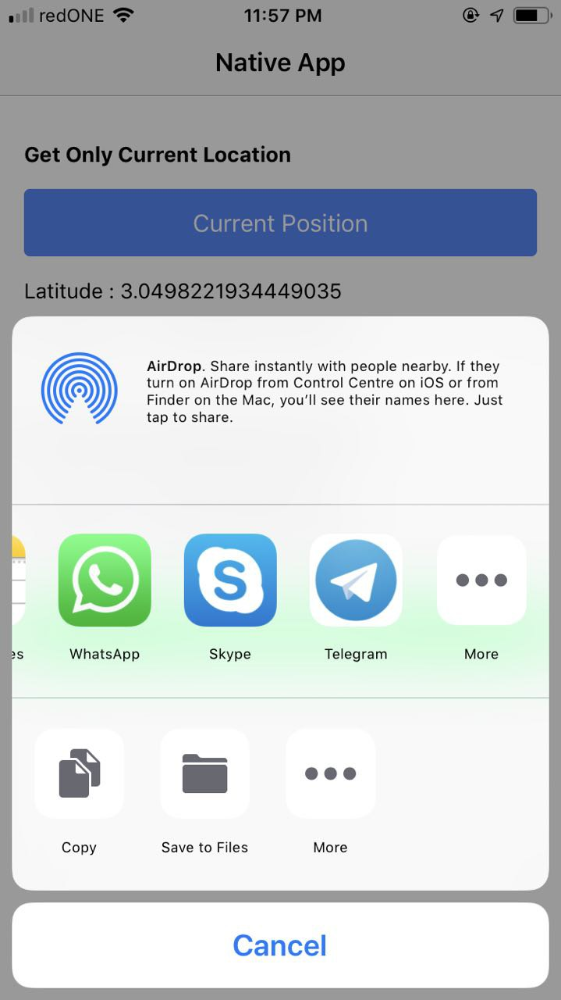 redONE 11:57 PM
Native App
Get Only Current Location
Current Position
Latitude : 3.0498221934449035
AirDrop. Share instantly with people nearby. If they
turn on AirDrop from Control Centre on iOS or from
Finder on the Mac, you’ll see their names here. Just
tap to share.
es WhatsApp Skype Telegram More
Copy Save to Files More
Cancel